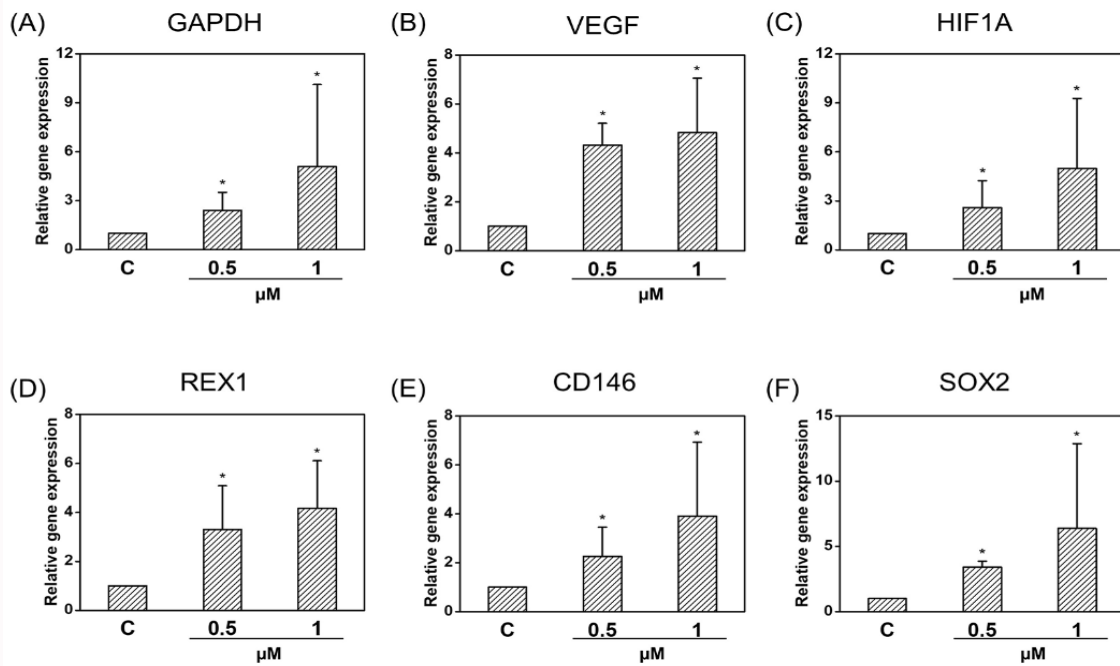 (A) GAPDH
Relative gene expression
12
9
6
3
0
*
*
C 0.5 1
µM
(B) VEGF
Relative gene expression
8
6
4
2
0
*
*
C 0.5 1
µM
(C) HIF1A
Relative gene expression
12
9
6
3
0
*
*
C 0.5 1
µM
(D) REX1
Relative gene expression
8
6
4
2
0
*
*
C 0.5 1
µM
(E) CD146
Relative gene expression
8
6
4
2
0
*
*
C 0.5 1
µM
(F) SOX2
Relative gene expression
15
10
5
0
*
*
C 0.5 1
µM